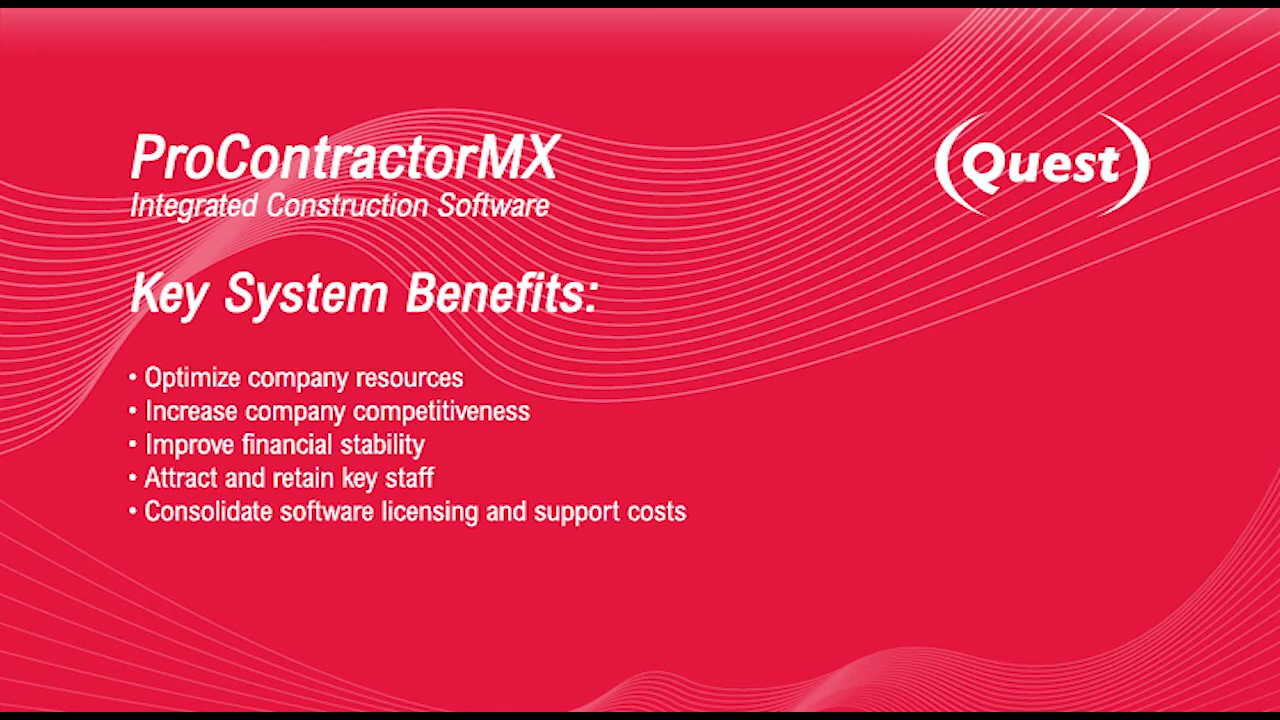 ProContractorMX
Integrated Construction Software
(Quest)
Key System Benefits:
• Optimize company resources
• Increase company competitiveness
• Improve financial stability
• Attract and retain key staff
• Consolidate software licensing and support costs